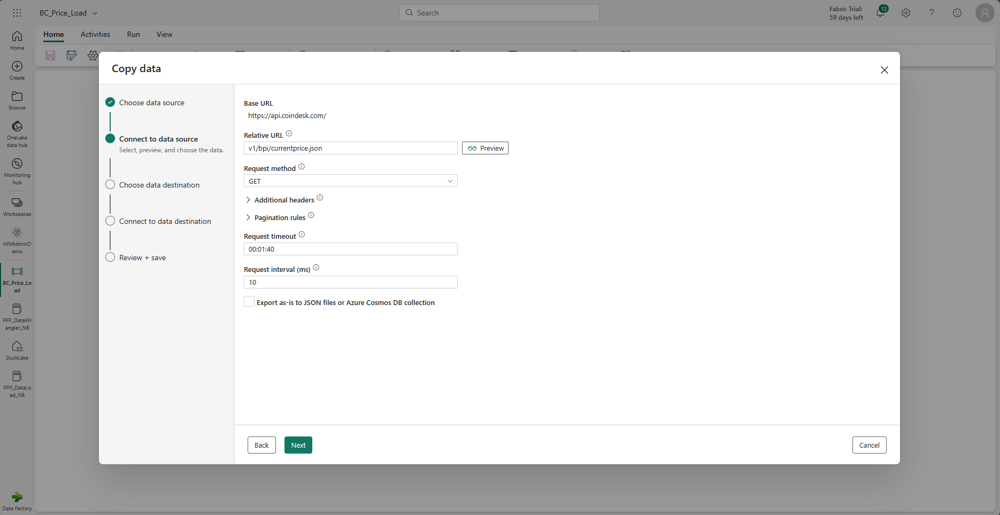 BC_Price_Load
Search
Fabric Trial:
59 days left
12
Home
Activities
Run
View
Home
Create
Browse
OneLake
data hub
Monitoring
hub
Workspaces
MNAdminD
emo
BC_Price_Lo
ad
PPP_DataWr
angler_NB
DuckLake
PPP_DataLo
ad_NB
Data Factory
Copy data
Choose data source
Connect to data source
Select, preview, and choose the data.
Choose data destination
Connect to data destination
Review + save
Base URL
https://api.coindesk.com/
Relative URL
v1/bpi/currentprice.json
Preview
Request method
GET
Additional headers
Pagination rules
Request timeout
00:01:40
Request interval (ms)
10
Export as-is to JSON files or Azure Cosmos DB collection
Back
Next
Cancel